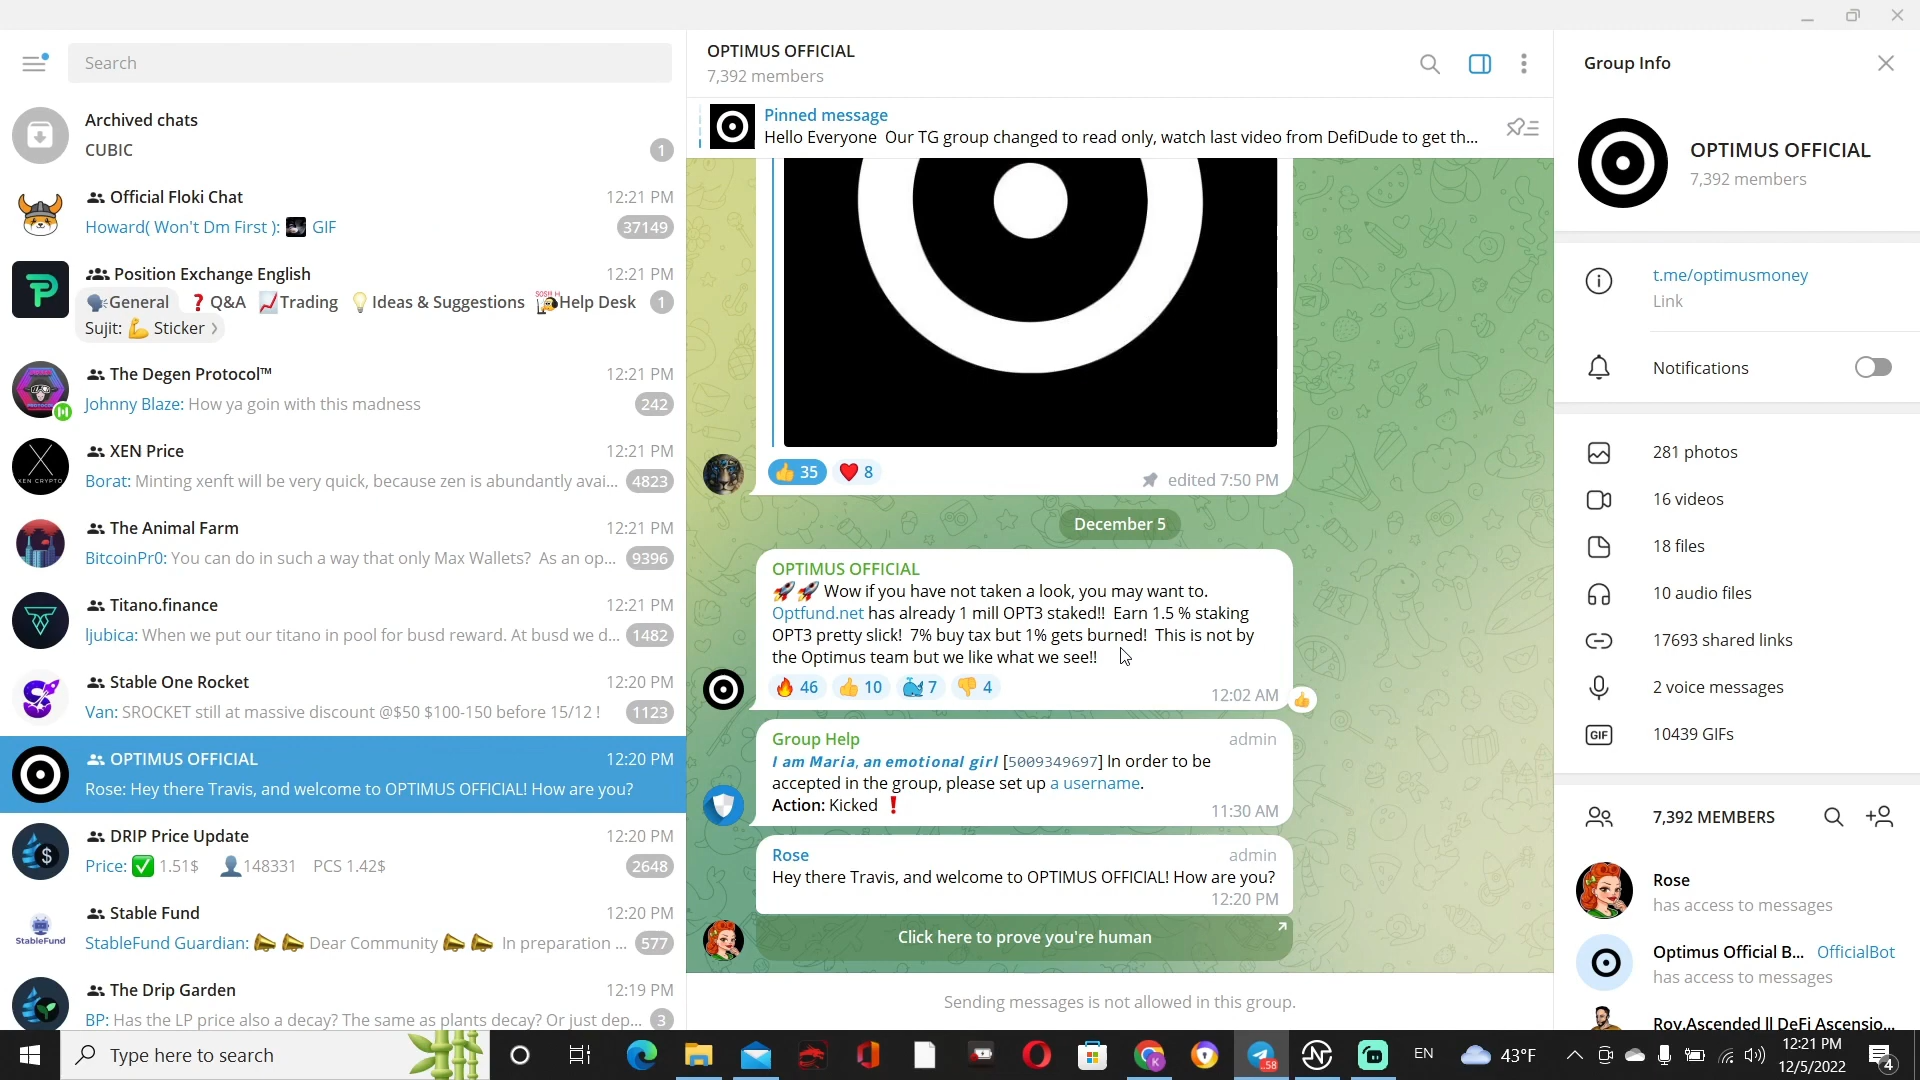 Search
Archived chats
CUBIC
1
Official Floki Chat
12:21 PM
Howard( Won't Dm First ): GIF
37149
Position Exchange English
12:21 PM
General Q&A Trading Ideas & Suggestions Help Desk
1
Sujit: 💪 Sticker
The Degen Protocol™
12:21 PM
Johnny Blaze: How ya goin with this madness
242
XEN Price
12:21 PM
XEN CRYPTO
Borat: Minting xenft will be very quick, because zen is abundantly avai...
4823
The Animal Farm
12:21 PM
BitcoinPr0: You can do in such a way that only Max Wallets? As an op...
9396
Titano.finance
12:21 PM
ljubica: When we put our titano in pool for busd reward. At busd we d...
1482
Stable One Rocket
12:20 PM
Van: SROCKET still at massive discount @$50 $100-150 before 15/12 !
1123
OPTIMUS OFFICIAL
12:20 PM
Rose: Hey there Travis, and welcome to OPTIMUS OFFICIAL! How are you?
DRIP Price Update
12:20 PM
Price: ✅ 1.51$ 👤148331 PCS 1.42$
2648
Stable Fund
12:20 PM
StableFund
StableFund Guardian: 📣 📣 Dear Community 📣 📣 In preparation ...
577
The Drip Garden
12:19 PM
BP: Has the LP price also a decay? The same as plants decay? Or just dep...
3
OPTIMUS OFFICIAL
7,392 members
Pinned message
Hello Everyone Our TG group changed to read only, watch last video from DefiDude to get th...
👍 35 ❤️ 8
edited 7:50 PM
December 5
OPTIMUS OFFICIAL
🚀🚀 Wow if you have not taken a look, you may want to.
Optfund.net has already 1 mill OPT3 staked!! Earn 1.5 % staking
OPT3 pretty slick! 7% buy tax but 1% gets burned! This is not by
the Optimus team but we like what we see!!
🔥 46 👍 10 🐳 7 👎 4
12:02 AM
Group Help
admin
I am Maria, an emotional girl [5009349697] In order to be
accepted in the group, please set up a username.
Action: Kicked ❗
11:30 AM
Rose
admin
Hey there Travis, and welcome to OPTIMUS OFFICIAL! How are you?
12:20 PM
Click here to prove you're human
Sending messages is not allowed in this group.
Group Info
OPTIMUS OFFICIAL
7,392 members
t.me/optimusmoney
Link
Notifications
281 photos
16 videos
18 files
10 audio files
17693 shared links
2 voice messages
GIF
10439 GIFs
7,392 MEMBERS
Rose
has access to messages
Optimus Official B... OfficialBot
has access to messages
Roy.Ascended ll DeFi Ascensio...
Type here to search
58
EN
43°F
12:21 PM
12/5/2022
4